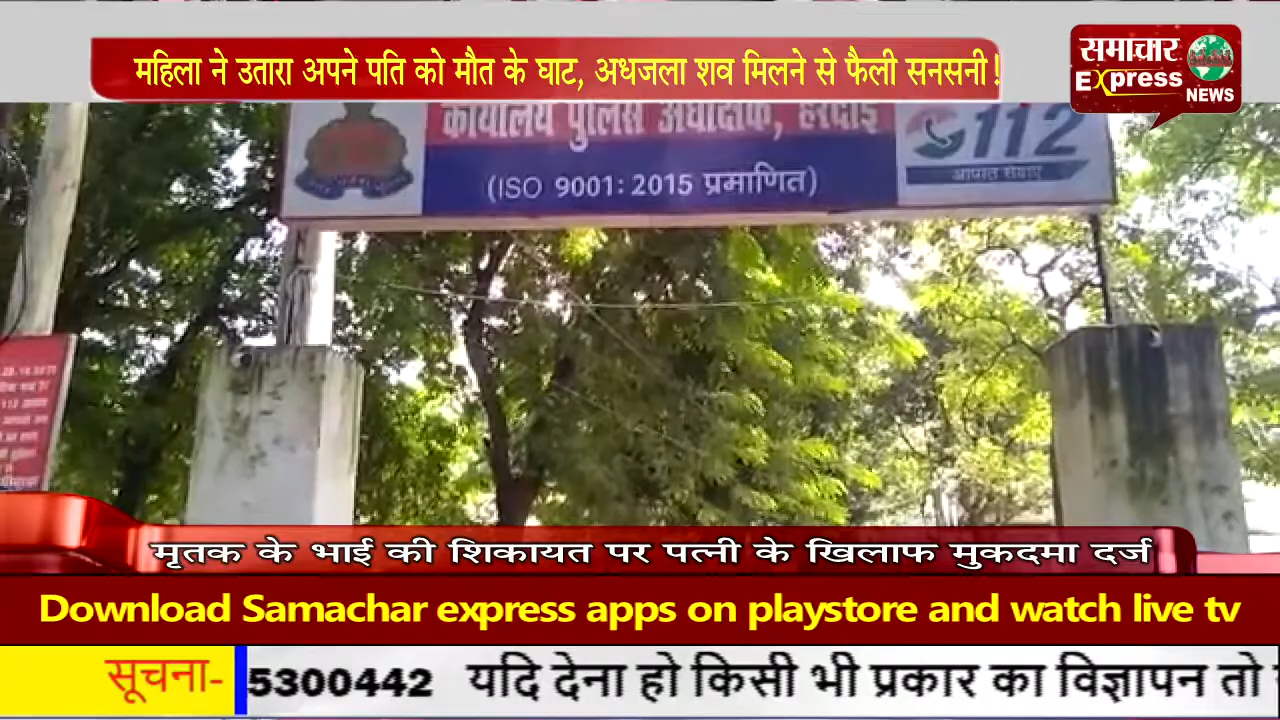 महिला ने उतारा अपने पति को मौत के घाट, अधजला शव मिलने से फैली सनसनी!
समाचार
Express
NEWS
कार्यालय पुलिस अधीक्षक, हरदोई
(ISO 9001:2015 प्रमाणित)
112
आपात सेवाएं
मृतक के भाई की शिकायत पर पत्नी के खिलाफ मुकदमा दर्ज
Download Samachar express apps on playstore and watch live tv
सूचना-
5300442 यदि देना हो किसी भी प्रकार का विज्ञापन तो